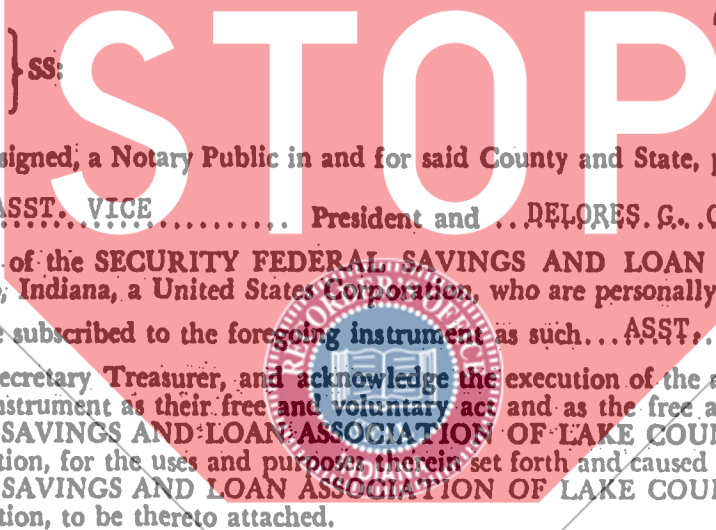 STOP
SS:
signed, a Notary Public in and for said County and State,
ASST. VICE President and DELORES. G.
of the SECURITY FEDERAL SAVINGS AND LOAN
Indiana, a United States Corporation, who are personally
subscribed to the foregoing instrument as such... ASST.
ecretary Treasurer, and acknowledge the execution of the
nstrument as their free and voluntary act and as the free
SAVINGS AND LOAN ASSOCIATION OF LAKE COU
tion, for the uses and purposes therein set forth and caused
SAVINGS AND LOAN ASSOCIATION OF LAKE COU
tion, to be thereto attached.
RECORDER'S OFFICE
INDIANA